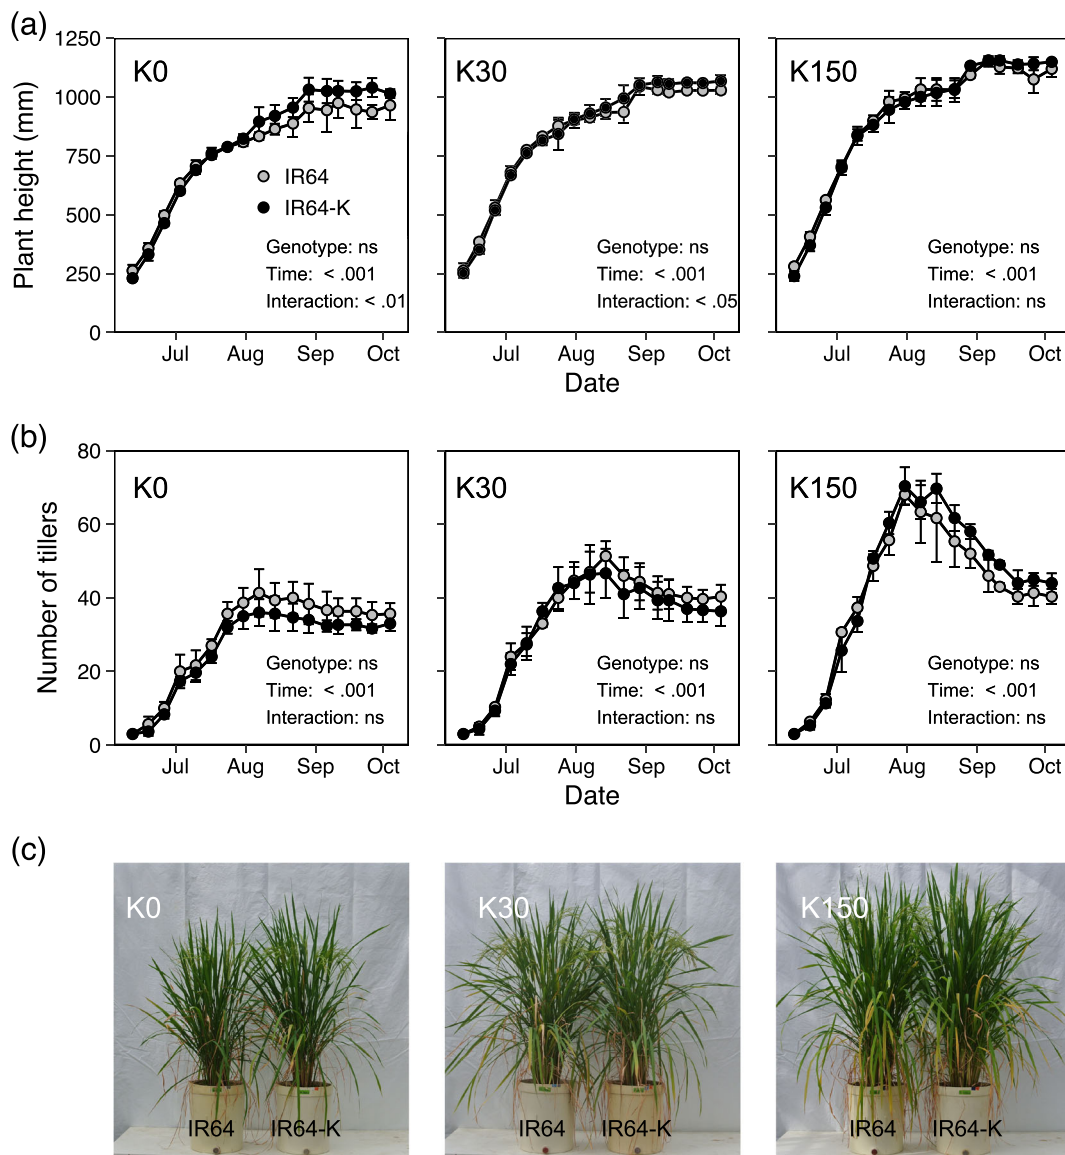 (a)
1250
1000
750
500
250
0
Plant height (mm)
K0
IR64
IR64-K
Genotype: ns
Time: < .001
Interaction: < .01
K30
Genotype: ns
Time: < .001
Interaction: < .05
K150
Genotype: ns
Time: < .001
Interaction: ns
Jul Aug Sep Oct
Jul Aug Sep Oct
Jul Aug Sep Oct
Date
(b)
80
60
40
20
0
Number of tillers
K0
Genotype: ns
Time: < .001
Interaction: ns
K30
Genotype: ns
Time: < .001
Interaction: ns
K150
Genotype: ns
Time: < .001
Interaction: ns
Jul Aug Sep Oct
Jul Aug Sep Oct
Jul Aug Sep Oct
Date
(c)
K0
IR64 IR64-K
K30
IR64 IR64-K
K150
IR64 IR64-K